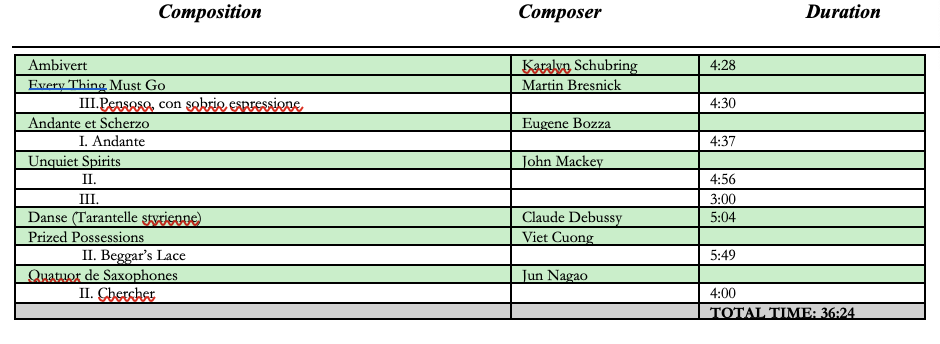 Composition Composer Duration
Ambivert Karalyn Schubring 4:28
Every Thing Must Go Martin Bresnick
III.Pensoso, con sobrio espressione 4:30
Andante et Scherzo Eugene Bozza
I. Andante 4:37
Unquiet Spirits John Mackey
II. 4:56
III. 3:00
Danse (Tarantelle styrienne) Claude Debussy 5:04
Prized Possessions Viet Cuong
II. Beggar’s Lace 5:49
Quatuor de Saxophones Jun Nagao
II. Chercher 4:00
TOTAL TIME: 36:24